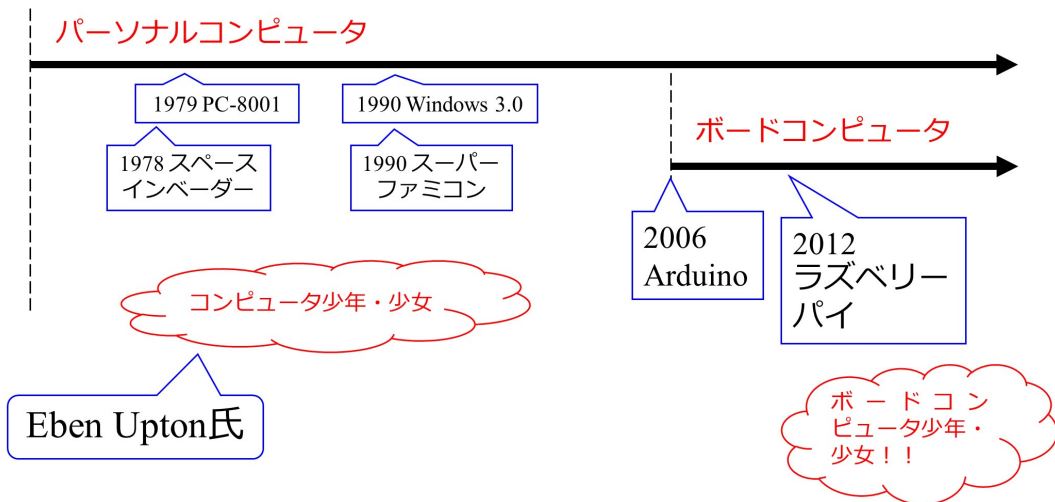 パーソナルコンピュータ
1979 PC-8001
1990 Windows 3.0
ボードコンピュータ
1978 スペース
インベーダー
1990 スーパー
ファミコン
2006
Arduino
2012
ラズベリー
パイ
コンピュータ少年・少女
Eben Upton氏
ボードコン
ピュータ少年・
少女！！